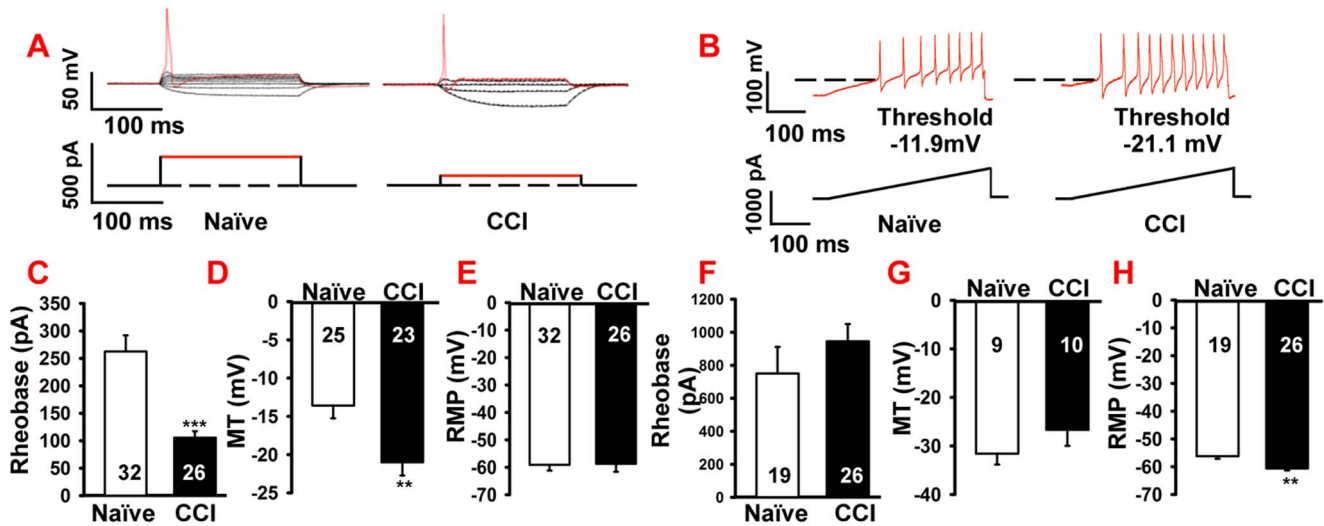 A
50 mV
100 ms
500 pA
100 ms
Naïve
CCI
B
100 mV
100 ms
Threshold
-11.9mV
Threshold
-21.1 mV
1000 pA
100 ms
Naïve
CCI
C
Rheobase (pA)
350
300
250
200
150
100
50
0
32
***
26
Naïve
CCI
D
MT (mV)
Naïve
CCI
0
-5
-10
-15
-20
-25
25
23
**
E
RMP (mV)
Naïve
CCI
0
-10
-20
-30
-40
-50
-60
-70
32
26
F
Rheobase
(pA)
1200
1000
800
600
400
200
0
19
26
Naïve
CCI
G
MT (mV)
Naïve
CCI
0
-10
-20
-30
-40
9
10
H
RMP (mV)
Naïve
CCI
0
-10
-20
-30
-40
-50
-60
-70
19
26
**